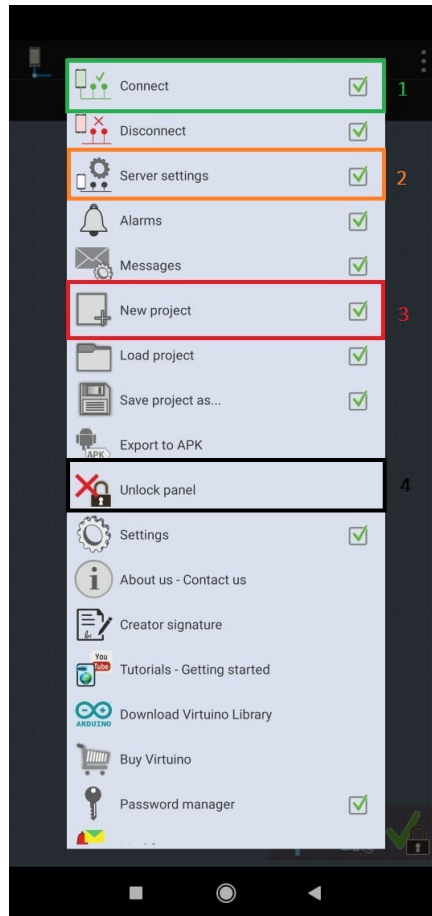 Connect
1
Disconnect
Server settings
2
Alarms
Messages
New project
3
Load project
Save project as...
APK
Export to APK
Unlock panel
4
Settings
i
About us - Contact us
Creator signature
You
Tube
Tutorials - Getting started
ARDUINO
Download Virtuino Library
Buy Virtuino
Password manager